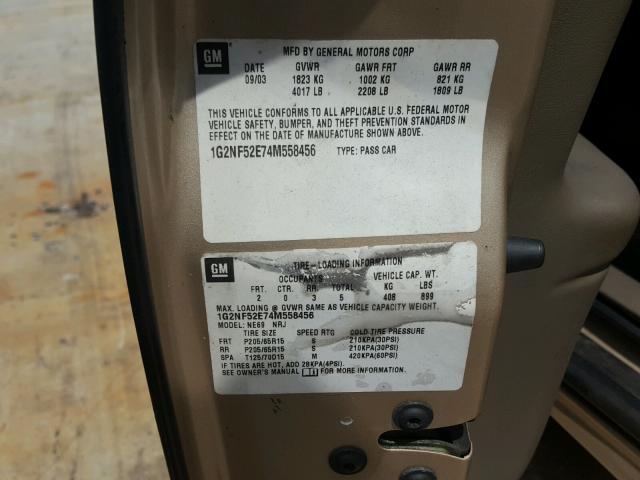 GM
MFD BY GENERAL MOTORS CORP
DATE GVWR GAWR FRT GAWR RR
09/03 1823 KG 1002 KG 821 KG
4017 LB 2208 LB 1809 LB
THIS VEHICLE CONFORMS TO ALL APPLICABLE U.S. FEDERAL MOTOR
VEHICLE SAFETY, BUMPER, AND THEFT PREVENTION STANDARDS IN
EFFECT ON THE DATE OF MANUFACTURE SHOWN ABOVE.
1G2NF52E74M558456 TYPE: PASS CAR
GM
TIRE-LOADING INFORMATION
OCCUPANTS VEHICLE CAP. WT.
FRT. CTR. RR. TOTAL KG LBS
2 0 3 5 408 899
MAX. LOADING @ GVWR SAME AS VEHICLE CAPACITY WEIGHT.
1G2NF52E74M558456
MODEL: NE69 NRJ
TIRE SIZE SPEED RTG COLD TIRE PRESSURE
FRT P205/65R15 S 210KPA(30PSI)
RR P205/65R15 S 210KPA(30PSI)
SPA T125/70D15 M 420KPA(60PSI)
IF TIRES ARE HOT, ADD 28KPA(4PSI).
SEE OWNER'S MANUAL FOR MORE INFORMATION.